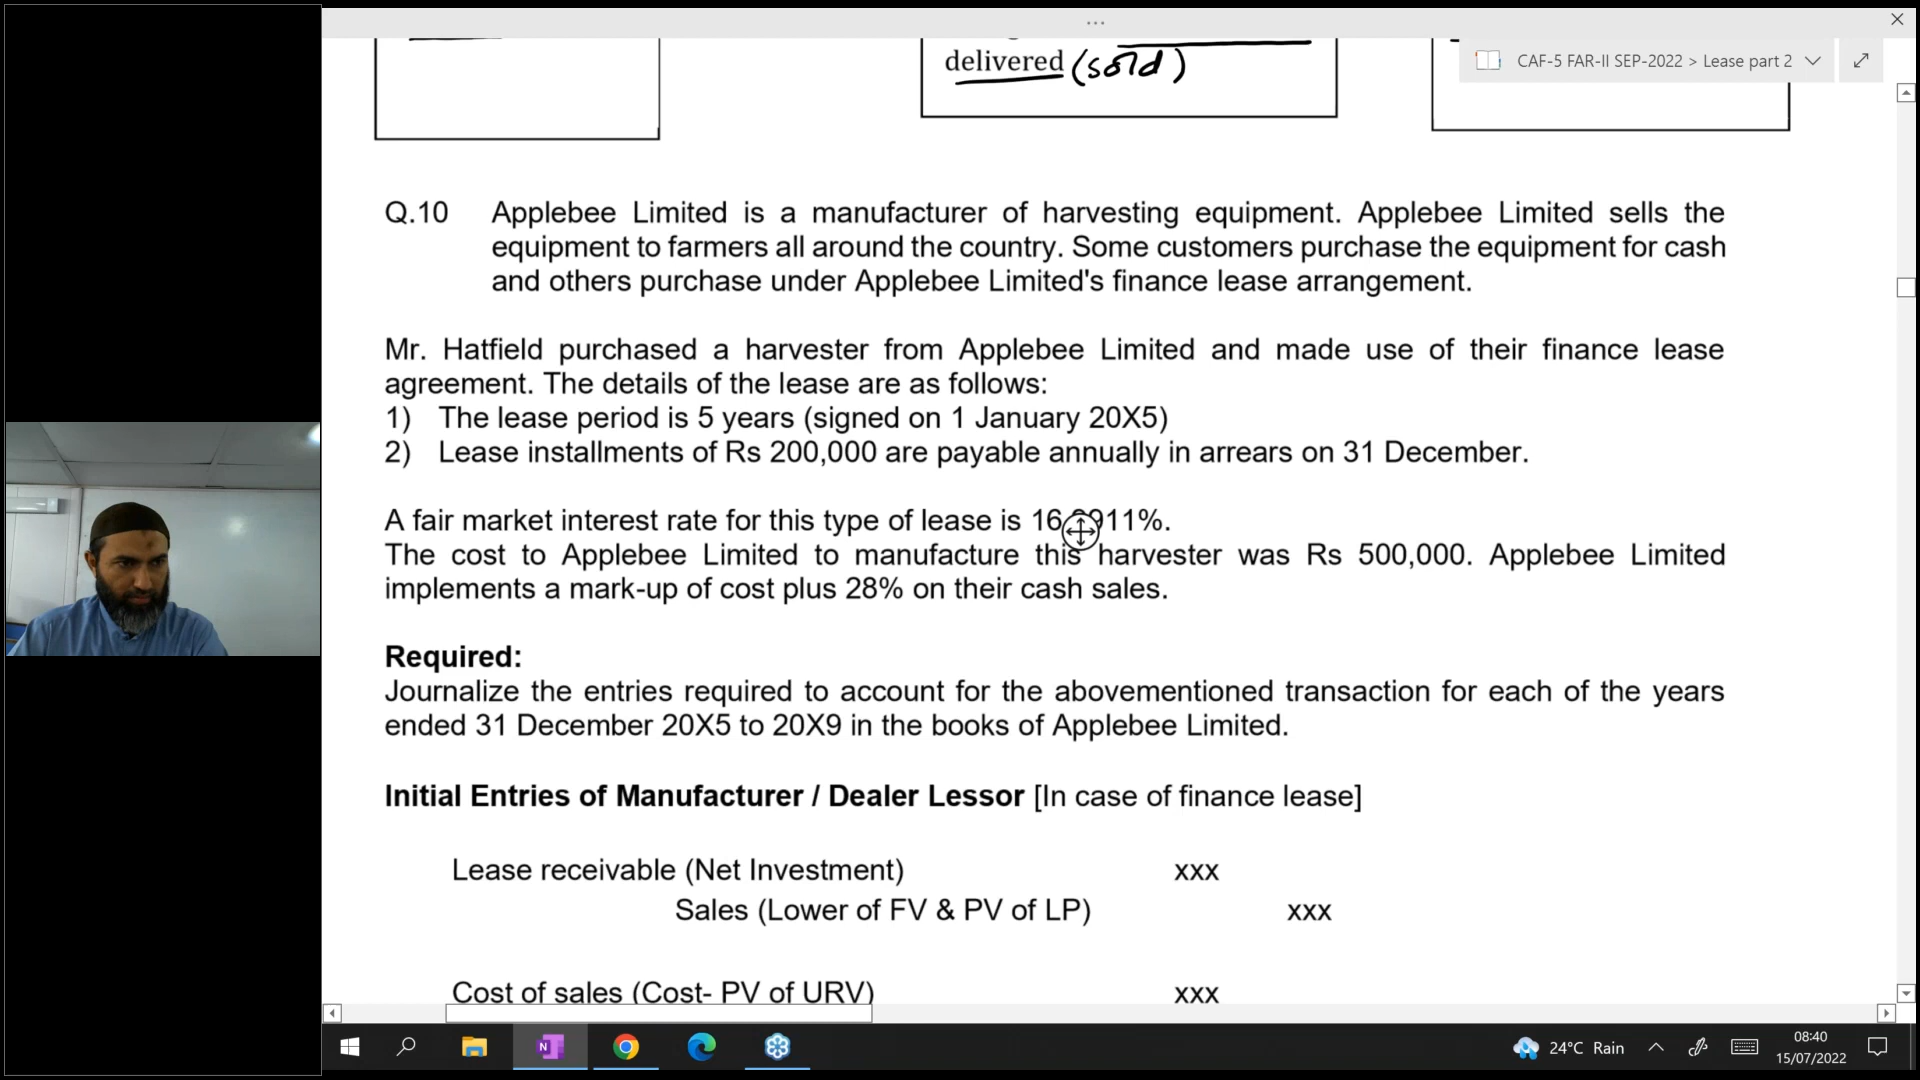 delivered (sold)
CAF-5 FAR-II SEP-2022 > Lease part 2
Q.10 Applebee Limited is a manufacturer of harvesting equipment. Applebee Limited sells the
equipment to farmers all around the country. Some customers purchase the equipment for cash
and others purchase under Applebee Limited's finance lease arrangement.
Mr. Hatfield purchased a harvester from Applebee Limited and made use of their finance lease
agreement. The details of the lease are as follows:
1) The lease period is 5 years (signed on 1 January 20X5)
2) Lease installments of Rs 200,000 are payable annually in arrears on 31 December.
A fair market interest rate for this type of lease is
The cost to Applebee Limited to manufacture this harvester was Rs 500,000. Applebee Limited
implements a mark-up of cost plus 28% on their cash sales.
Required:
Journalize the entries required to account for the abovementioned transaction for each of the years
ended 31 December 20X5 to 20X9 in the books of Applebee Limited.
Initial Entries of Manufacturer / Dealer Lessor [In case of finance lease]
Lease receivable (Net Investment) xxx
Sales (Lower of FV & PV of LP) xxx
Cost of sales (Cost- PV of URV) xxx
24°C Rain
08:40
15/07/2022